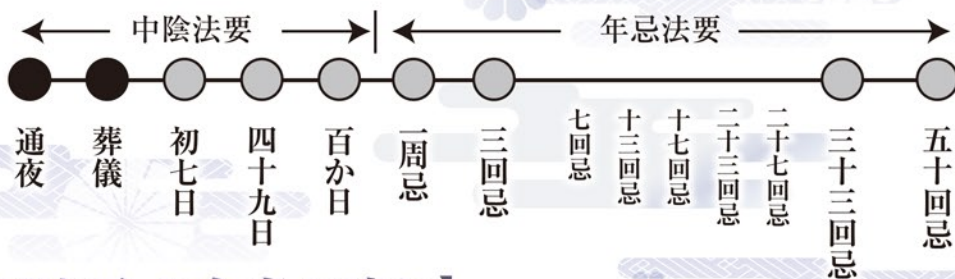 中陰法要
年忌法要
通夜
葬儀
初七日
四十九日
百か日
一周忌
三回忌
七回忌
十三回忌
十七回忌
二十三回忌
二十七回忌
三十三回忌
五十回忌